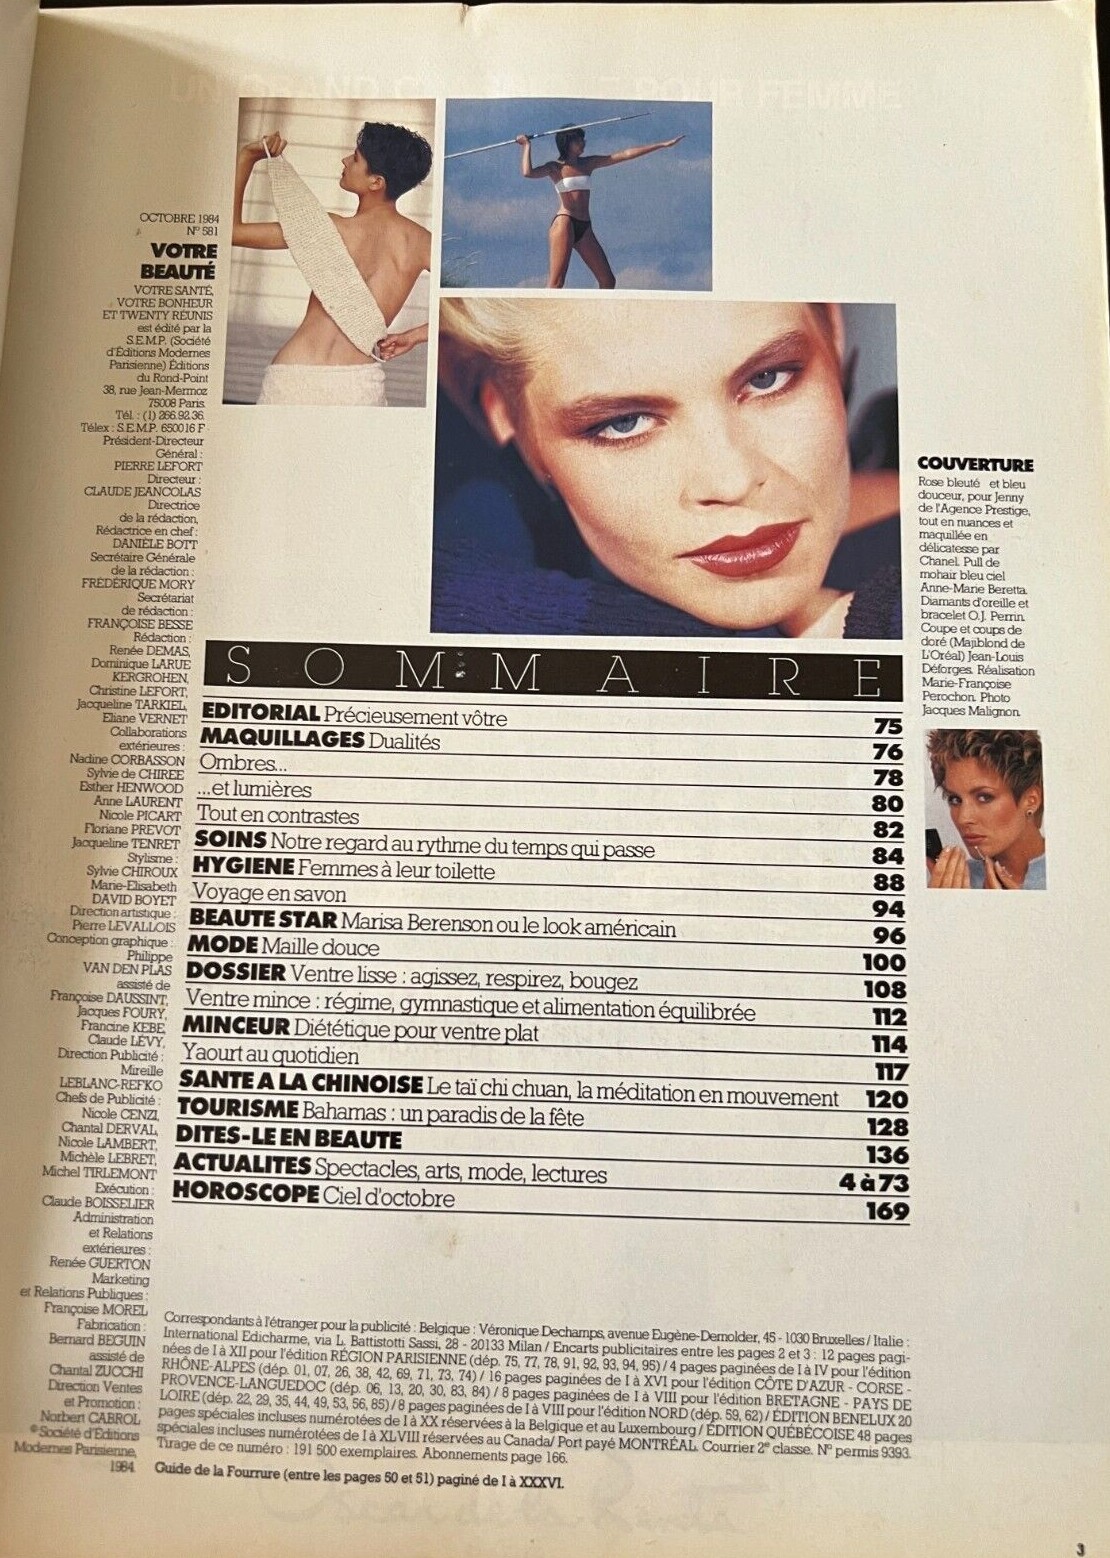 OCTOBRE 1984
N° 581
VOTRE
BEAUTÉ
VOTRE SANTÉ,
VOTRE BONHEUR
ET TWENTY RÉUNIS
est édité par la
S.E.M.P. (Société
d'Éditions Modernes
Parisienne) Éditions
du Rond-Point
38, rue Jean-Mermoz
75008 Paris.
Tél. : (1) 266.92.36.
Télex : S.E.M.P. 650016 F
Président-Directeur
Général :
PIERRE LEFORT
Directeur :
CLAUDE JEANCOLAS
Directrice
de la rédaction,
Rédactrice en chef :
DANIÈLE BOTT
Secrétaire Générale
de la rédaction :
FRÉDÉRIQUE MORY
Secrétariat
de rédaction :
FRANÇOISE BESSE
Rédaction :
Renée DEMAS,
Dominique LARUE
KERGROHEN,
Christine LEFORT,
Jacqueline TARKIEL,
Eliane VERNET
Collaborations
extérieures :
Nadine CORBASSON
Sylvie de CHIREE
Esther HENWOOD
Anne LAURENT
Nicole PICART
Floriane PREVOT
Jacqueline TENRET
Stylisme :
Sylvie CHIROUX
Marie-Elisabeth
DAVID BOYET
Direction artistique :
Pierre LEVALLOIS
Conception graphique :
Philippe
VAN DEN PLAS
assisté de
Françoise DAUSSINT,
Jacques FOURY,
Francine KEBE,
Claude LÉVY,
Direction Publicité :
Mireille
LEBLANC-REFKO
Chefs de Publicité :
Nicole CENZI,
Chantal DERVAL,
Nicole LAMBERT,
Michèle LEBRET,
Michel TIRLEMONT
Exécution :
Claude BOISSELIER
Administration
et Relations
extérieures :
Renée GUERTON
Marketing
et Relations Publiques :
Françoise MOREL
Fabrication :
Bernard BEGUIN
assisté de
Chantal ZUCCHI
Direction Ventes
et Promotion :
Norbert CABROL
© Société d'Éditions
Modernes Parisienne,
1984.
COUVERTURE
Rose bleuté et bleu
douceur, pour Jenny
de l'Agence Prestige,
tout en nuances et
maquillée en
délicatesse par
Chanel. Pull de
mohair bleu ciel
Anne-Marie Beretta.
Diamants d'oreille et
bracelet O.J. Perrin.
Coupe et coups de
doré (Majiblond de
L'Oréal) Jean-Louis
Déforges. Réalisation
Marie-Françoise
Perochon. Photo
Jacques Malignon.
SOMMAIRE
EDITORIAL Précieusement vôtre 75
MAQUILLAGES Dualités 76
Ombres... 78
...et lumières 80
Tout en contrastes 82
SOINS Notre regard au rythme du temps qui passe 84
HYGIENE Femmes à leur toilette 88
Voyage en savon 94
BEAUTE STAR Marisa Berenson ou le look américain 96
MODE Maille douce 100
DOSSIER Ventre lisse : agissez, respirez, bougez 108
Ventre mince : régime, gymnastique et alimentation équilibrée 112
MINCEUR Diététique pour ventre plat 114
Yaourt au quotidien 117
SANTE A LA CHINOISE Le taï chi chuan, la méditation en mouvement 120
TOURISME Bahamas : un paradis de la fête 128
DITES-LE EN BEAUTE 136
ACTUALITES Spectacles, arts, mode, lectures 4 à 73
HOROSCOPE Ciel d'octobre 169
Correspondants à l'étranger pour la publicité : Belgique : Véronique Dechamps, avenue Eugène-Demolder, 45 - 1030 Bruxelles / Italie :
International Edicharme, via L. Battistotti Sassi, 28 - 20133 Milan / Encarts publicitaires entre les pages 2 et 3 : 12 pages pagi-
nées de I à XII pour l'édition RÉGION PARISIENNE (dép. 75, 77, 78, 91, 92, 93, 94, 95) / 4 pages paginées de I à IV pour l'édition
RHÔNE-ALPES (dép. 01, 07, 26, 38, 42, 69, 71, 73, 74) / 16 pages paginées de I à XVI pour l'édition CÔTE D'AZUR - CORSE -
PROVENCE-LANGUEDOC (dép. 06, 13, 20, 30, 83, 84) / 8 pages paginées de I à VIII pour l'édition BRETAGNE - PAYS DE
LOIRE (dép. 22, 29, 35, 44, 49, 53, 56, 85) / 8 pages paginées de I à VIII pour l'édition NORD (dép. 59, 62) / ÉDITION BENELUX 20
pages spéciales incluses numérotées de I à XX réservées à la Belgique et au Luxembourg / ÉDITION QUÉBÉCOISE 48 pages
spéciales incluses numérotées de I à XLVIII réservées au Canada / Port payé MONTRÉAL. Courrier 2e classe. N° permis 9393.
Tirage de ce numéro : 191 500 exemplaires. Abonnements page 166.
Guide de la Fourrure (entre les pages 50 et 51) paginé de I à XXXVI.
3